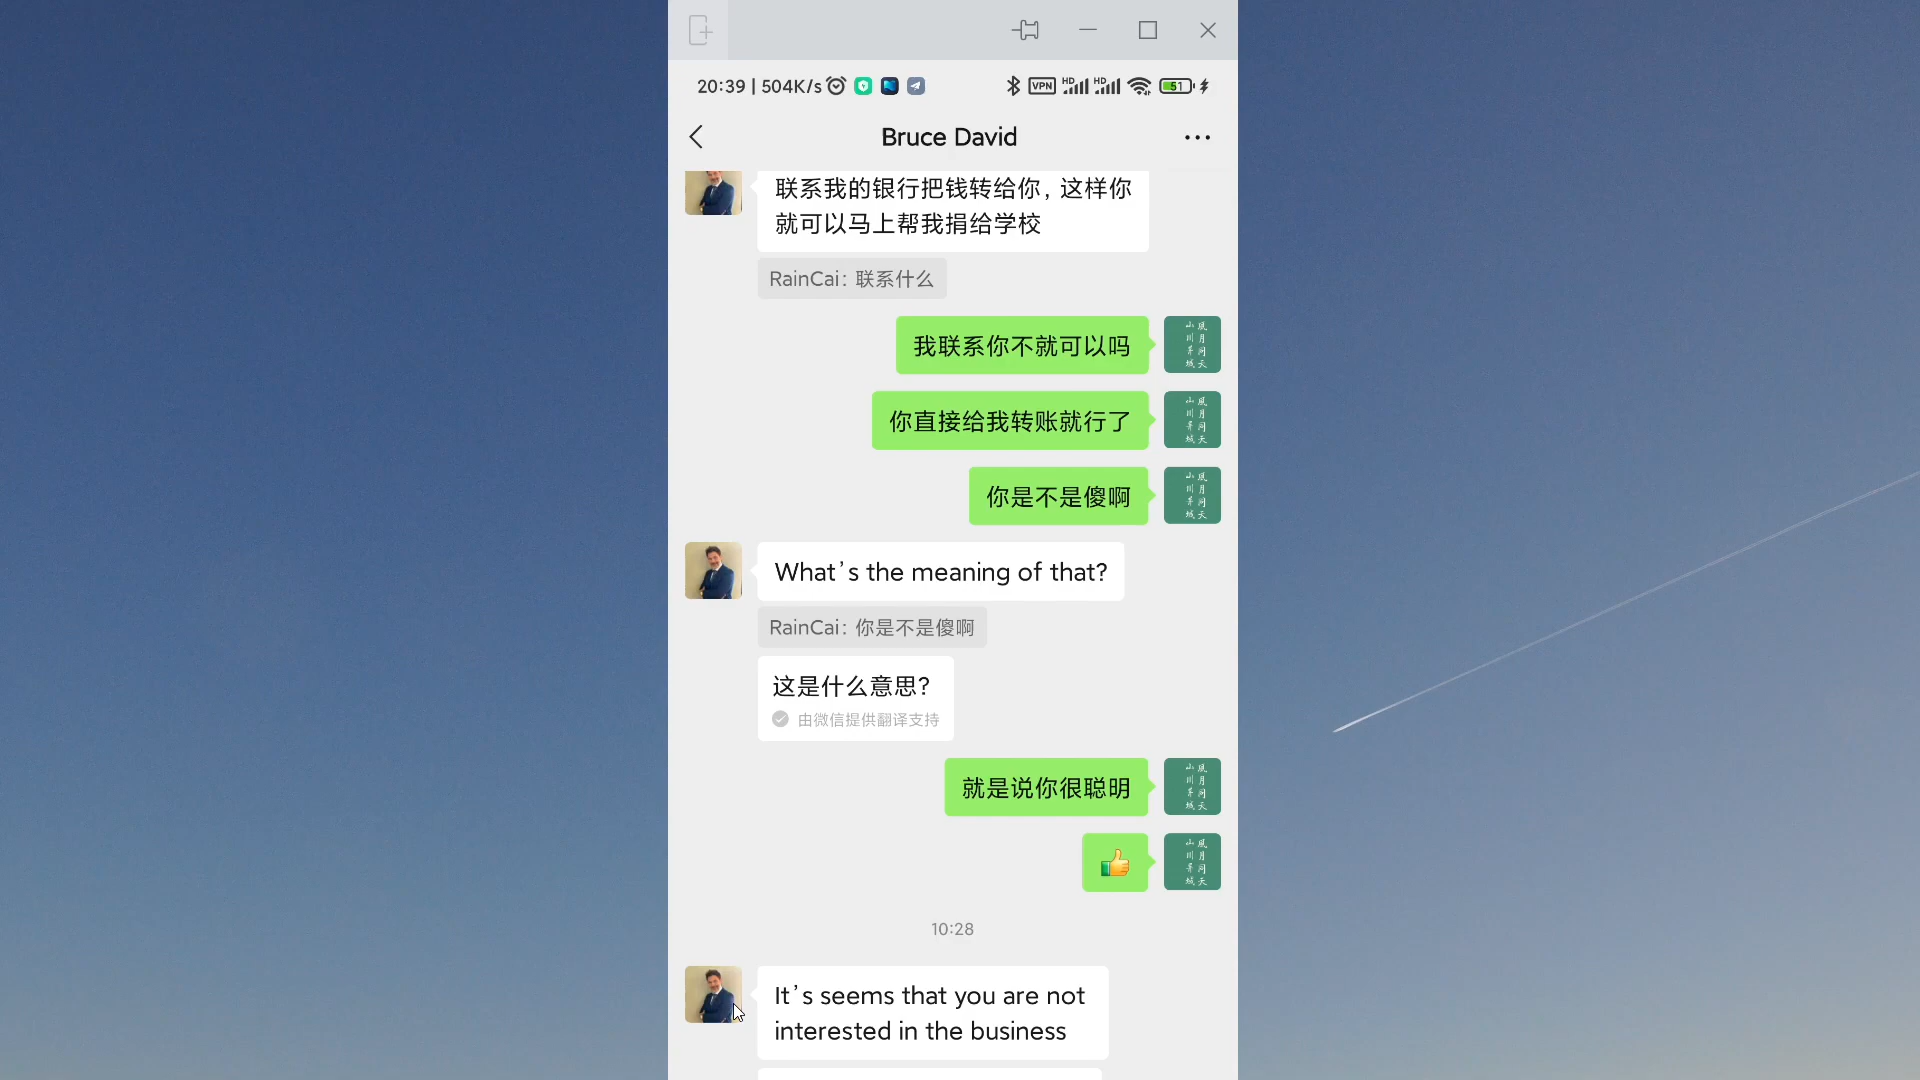 20:39 | 504K/s
VPN HD HD 51
Bruce David
联系我的银行把钱转给你，这样你
就可以马上帮我捐给学校
RainCai: 联系什么
我联系你不就可以吗
你直接给我转账就行了
你是不是傻啊
What's the meaning of that?
RainCai: 你是不是傻啊
这是什么意思?
由微信提供翻译支持
就是说你很聪明
10:28
It's seems that you are not
interested in the business